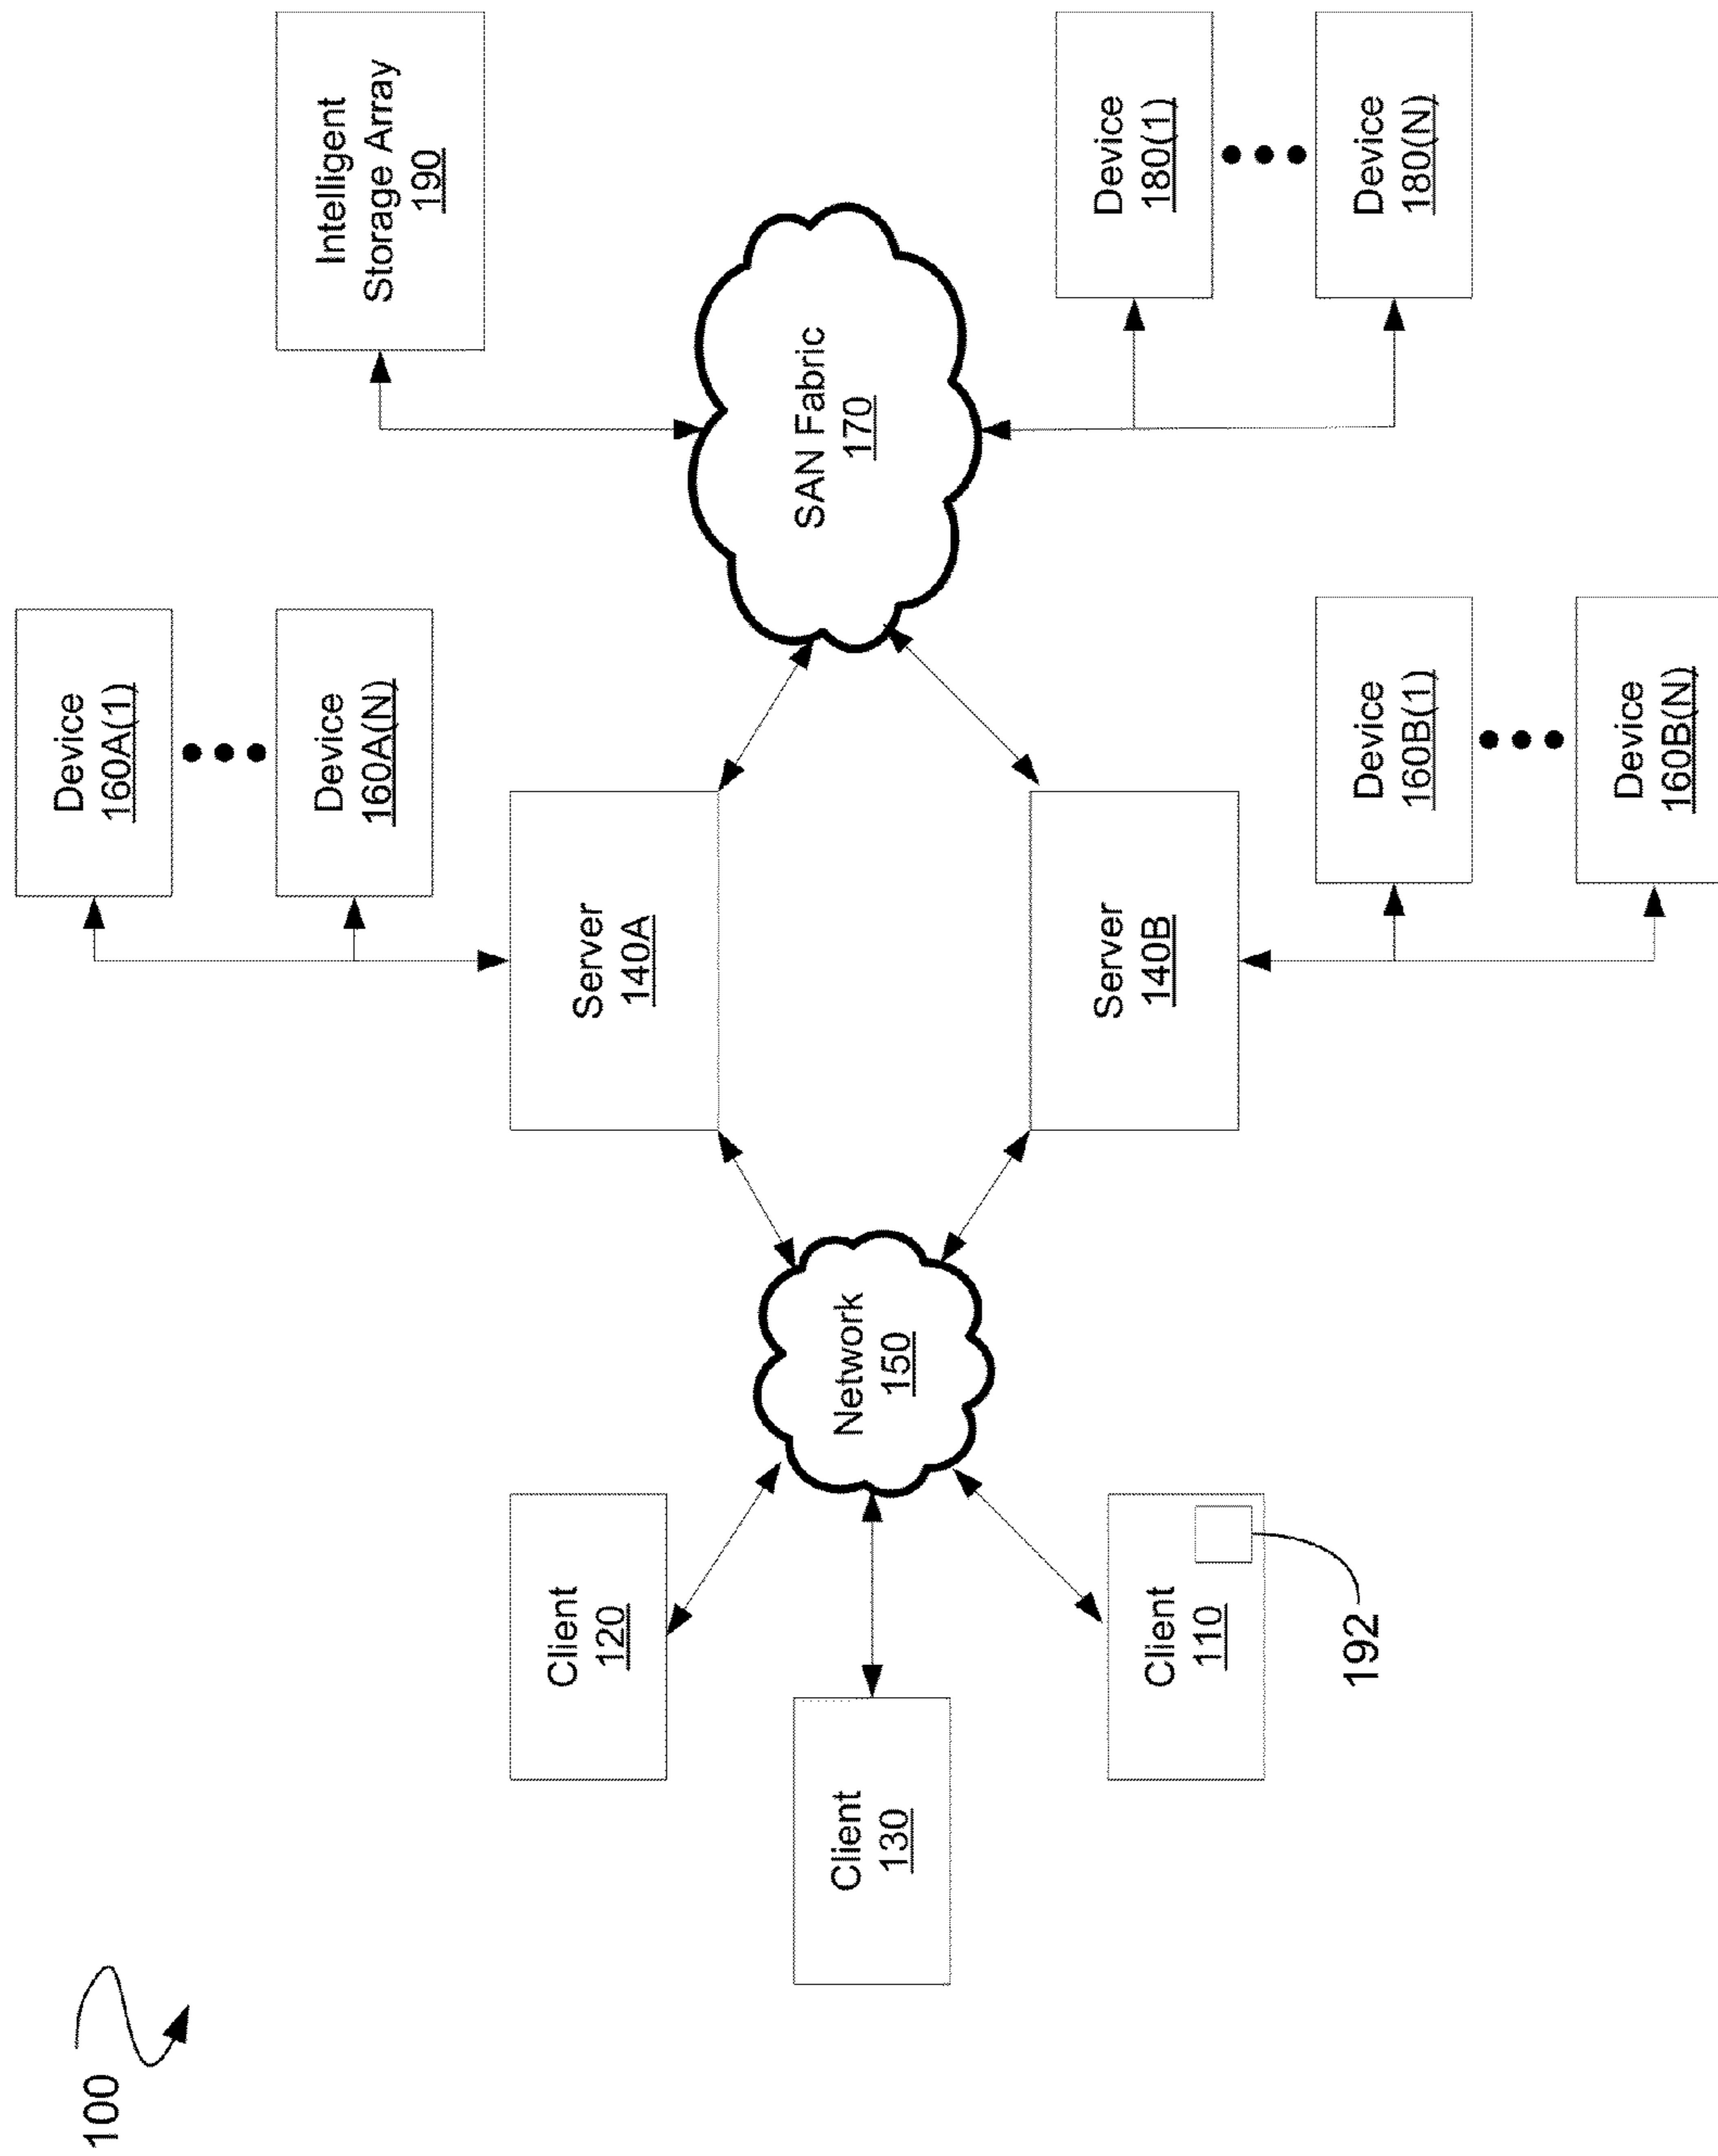 100
Device
160A(1)
Device
160A(N)
Intelligent
Storage Array
190
Client
120
Server
140A
Client
130
Network
150
SAN Fabric
170
Client
110
192
Server
140B
Device
180(1)
Device
180(N)
Device
160B(1)
Device
160B(N)